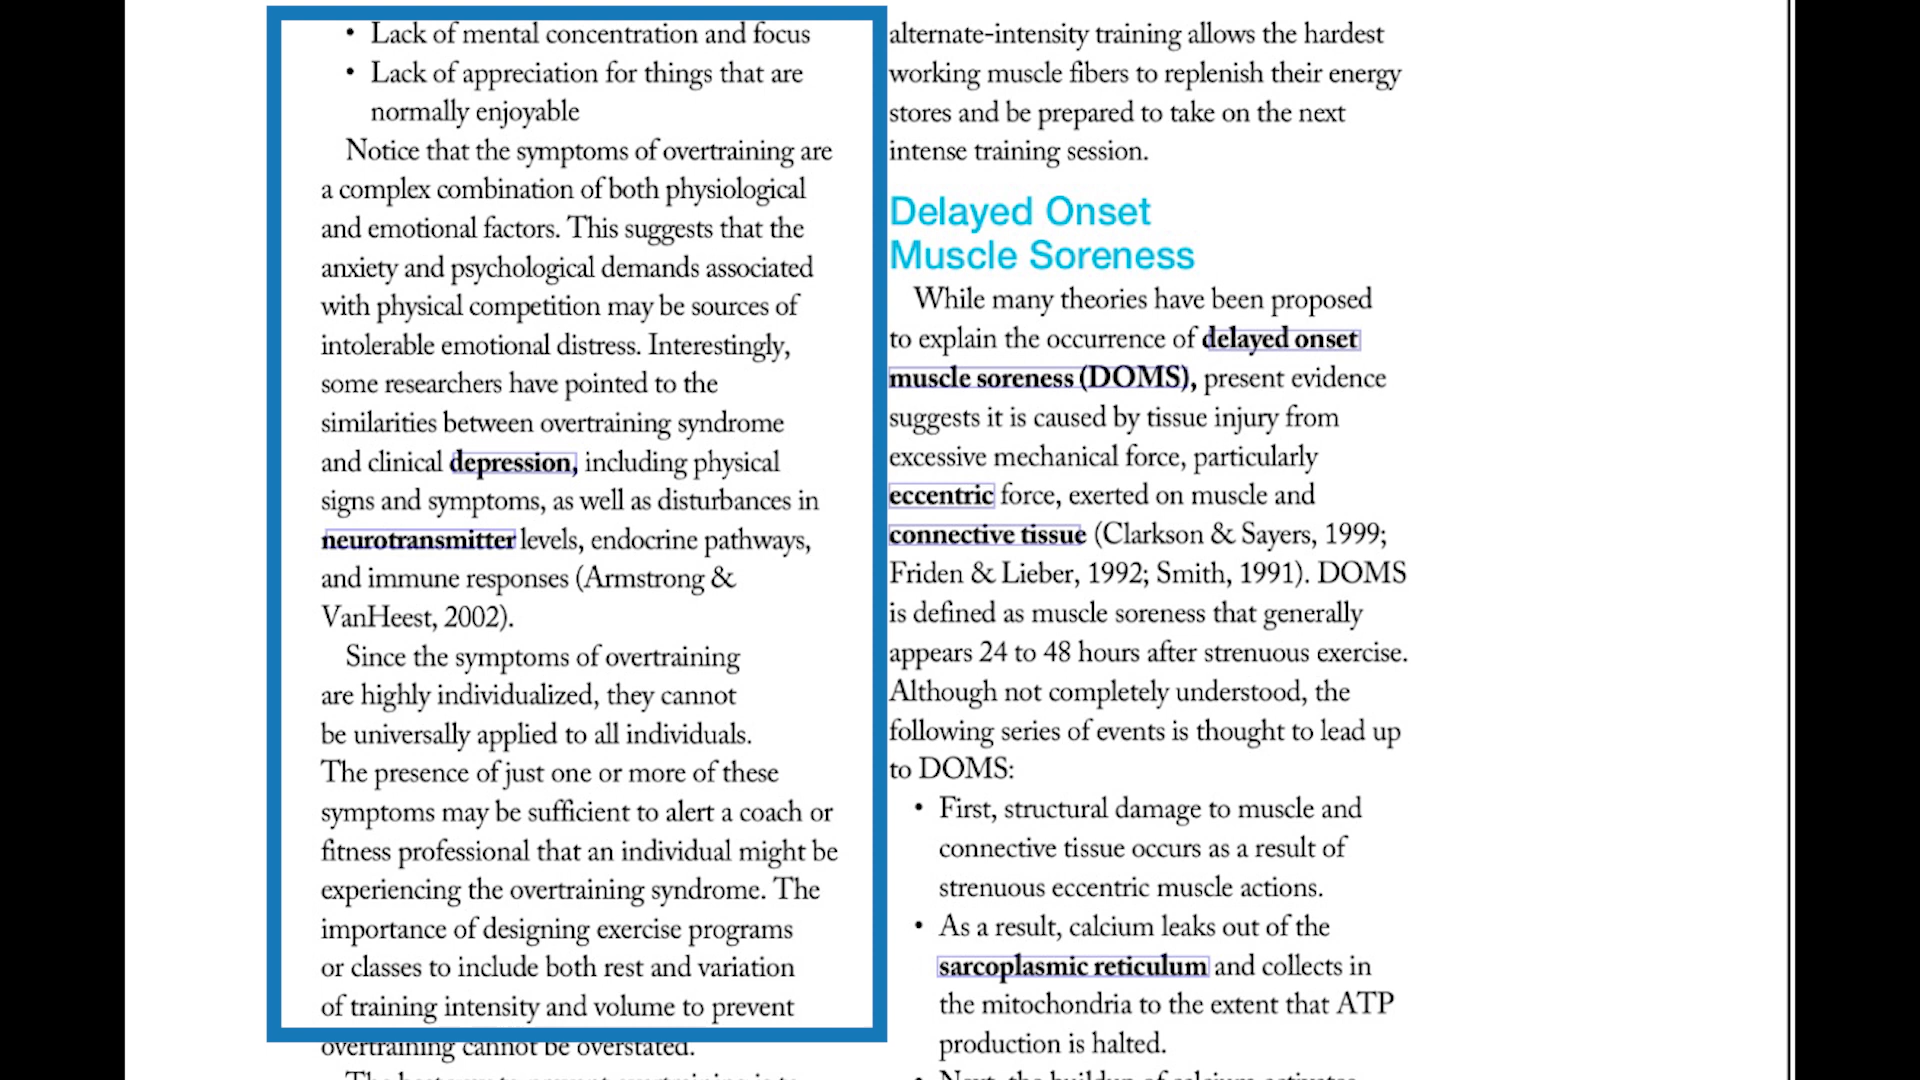 • Lack of mental concentration and focus
• Lack of appreciation for things that are
normally enjoyable
Notice that the symptoms of overtraining are
a complex combination of both physiological
and emotional factors. This suggests that the
anxiety and psychological demands associated
with physical competition may be sources of
intolerable emotional distress. Interestingly,
some researchers have pointed to the
similarities between overtraining syndrome
and clinical depression, including physical
signs and symptoms, as well as disturbances in
neurotransmitter levels, endocrine pathways,
and immune responses (Armstrong &
VanHeest, 2002).
Since the symptoms of overtraining
are highly individualized, they cannot
be universally applied to all individuals.
The presence of just one or more of these
symptoms may be sufficient to alert a coach or
fitness professional that an individual might be
experiencing the overtraining syndrome. The
importance of designing exercise programs
or classes to include both rest and variation
of training intensity and volume to prevent
overtraining cannot be overstated.
alternate-intensity training allows the hardest
working muscle fibers to replenish their energy
stores and be prepared to take on the next
intense training session.
Delayed Onset
Muscle Soreness
While many theories have been proposed
to explain the occurrence of delayed onset
muscle soreness (DOMS), present evidence
suggests it is caused by tissue injury from
excessive mechanical force, particularly
eccentric force, exerted on muscle and
connective tissue (Clarkson & Sayers, 1999;
Friden & Lieber, 1992; Smith, 1991). DOMS
is defined as muscle soreness that generally
appears 24 to 48 hours after strenuous exercise.
Although not completely understood, the
following series of events is thought to lead up
to DOMS:
• First, structural damage to muscle and
connective tissue occurs as a result of
strenuous eccentric muscle actions.
• As a result, calcium leaks out of the
sarcoplasmic reticulum and collects in
the mitochondria to the extent that ATP
production is halted.
• Next, the buildup of calcium activates